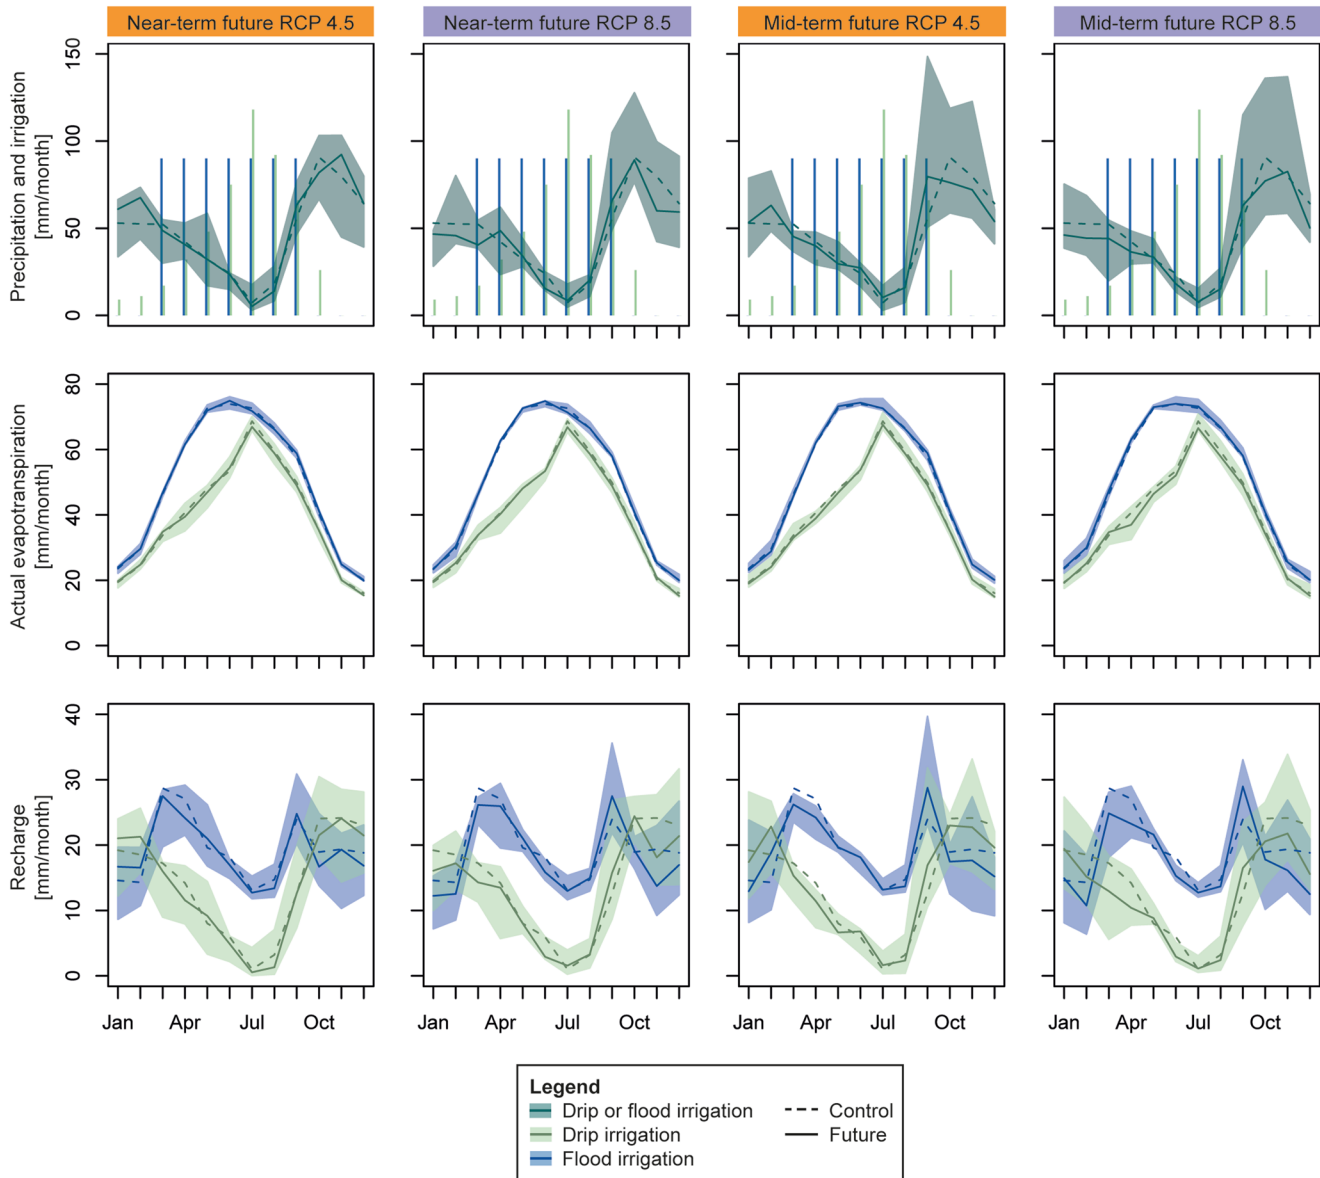 Near-term future RCP 4.5
Near-term future RCP 8.5
Mid-term future RCP 4.5
Mid-term future RCP 8.5
Precipitation and irrigation
[mm/month]
150
100
50
0
Actual evapotranspiration
[mm/month]
80
60
40
20
0
Recharge
[mm/month]
40
30
20
10
0
Jan Apr Jul Oct
Jan Apr Jul Oct
Jan Apr Jul Oct
Jan Apr Jul Oct
Legend
Drip or flood irrigation
Drip irrigation
Flood irrigation
Control
Future